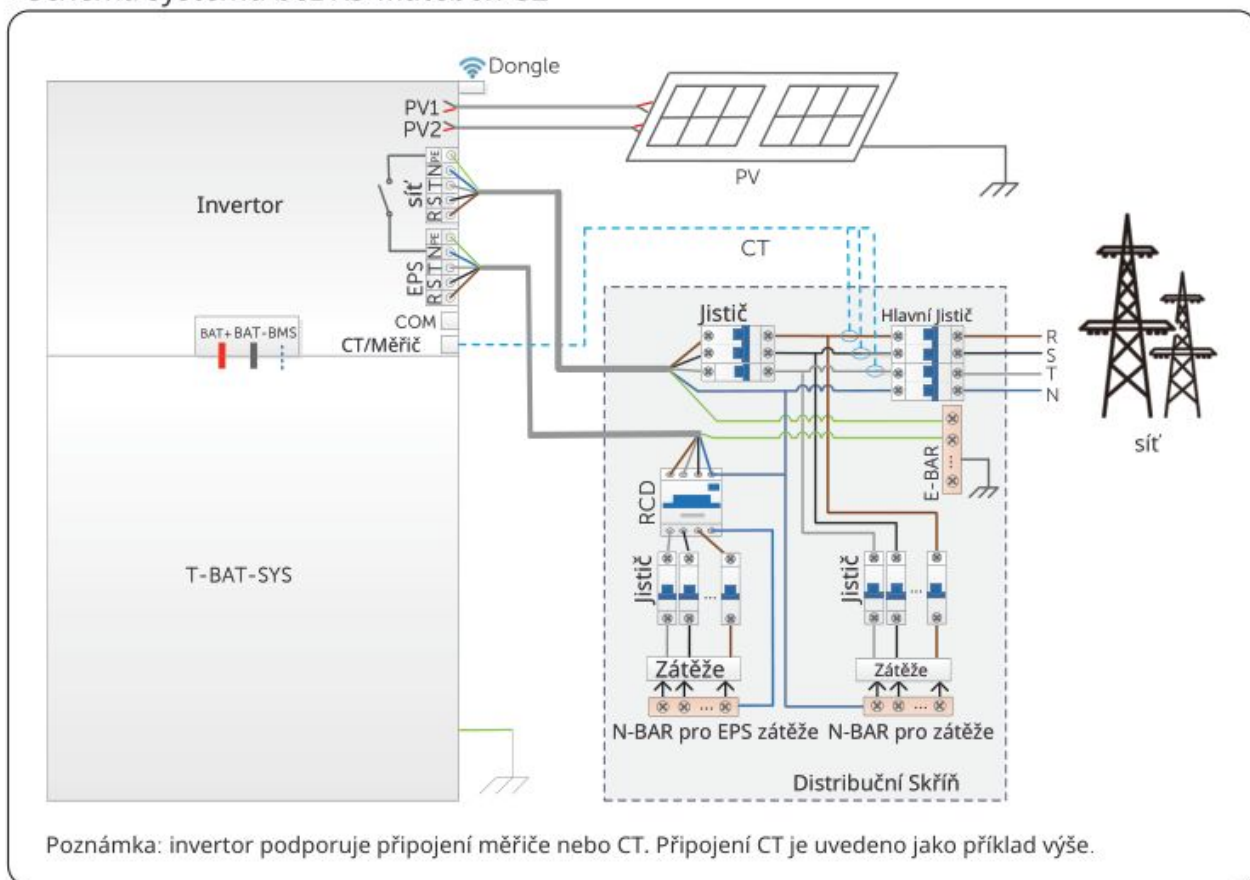 Dongle
PV1
PV2
PV
Invertor
síť
PE
N
T
S
R
EPS
PE
N
T
S
R
COM
CT/Měřič
CT
BAT+ BAT-BMS
T-BAT-SYS
Jistič
Hlavní Jistič
R
S
T
N
síť
E-BAR
RCD
Jistič
...
Jistič
...
Zátěže
Zátěže
...
...
N-BAR pro EPS zátěže
N-BAR pro zátěže
Distribuční Skříň
Poznámka: invertor podporuje připojení měřiče nebo CT. Připojení CT je uvedeno jako příklad výše.